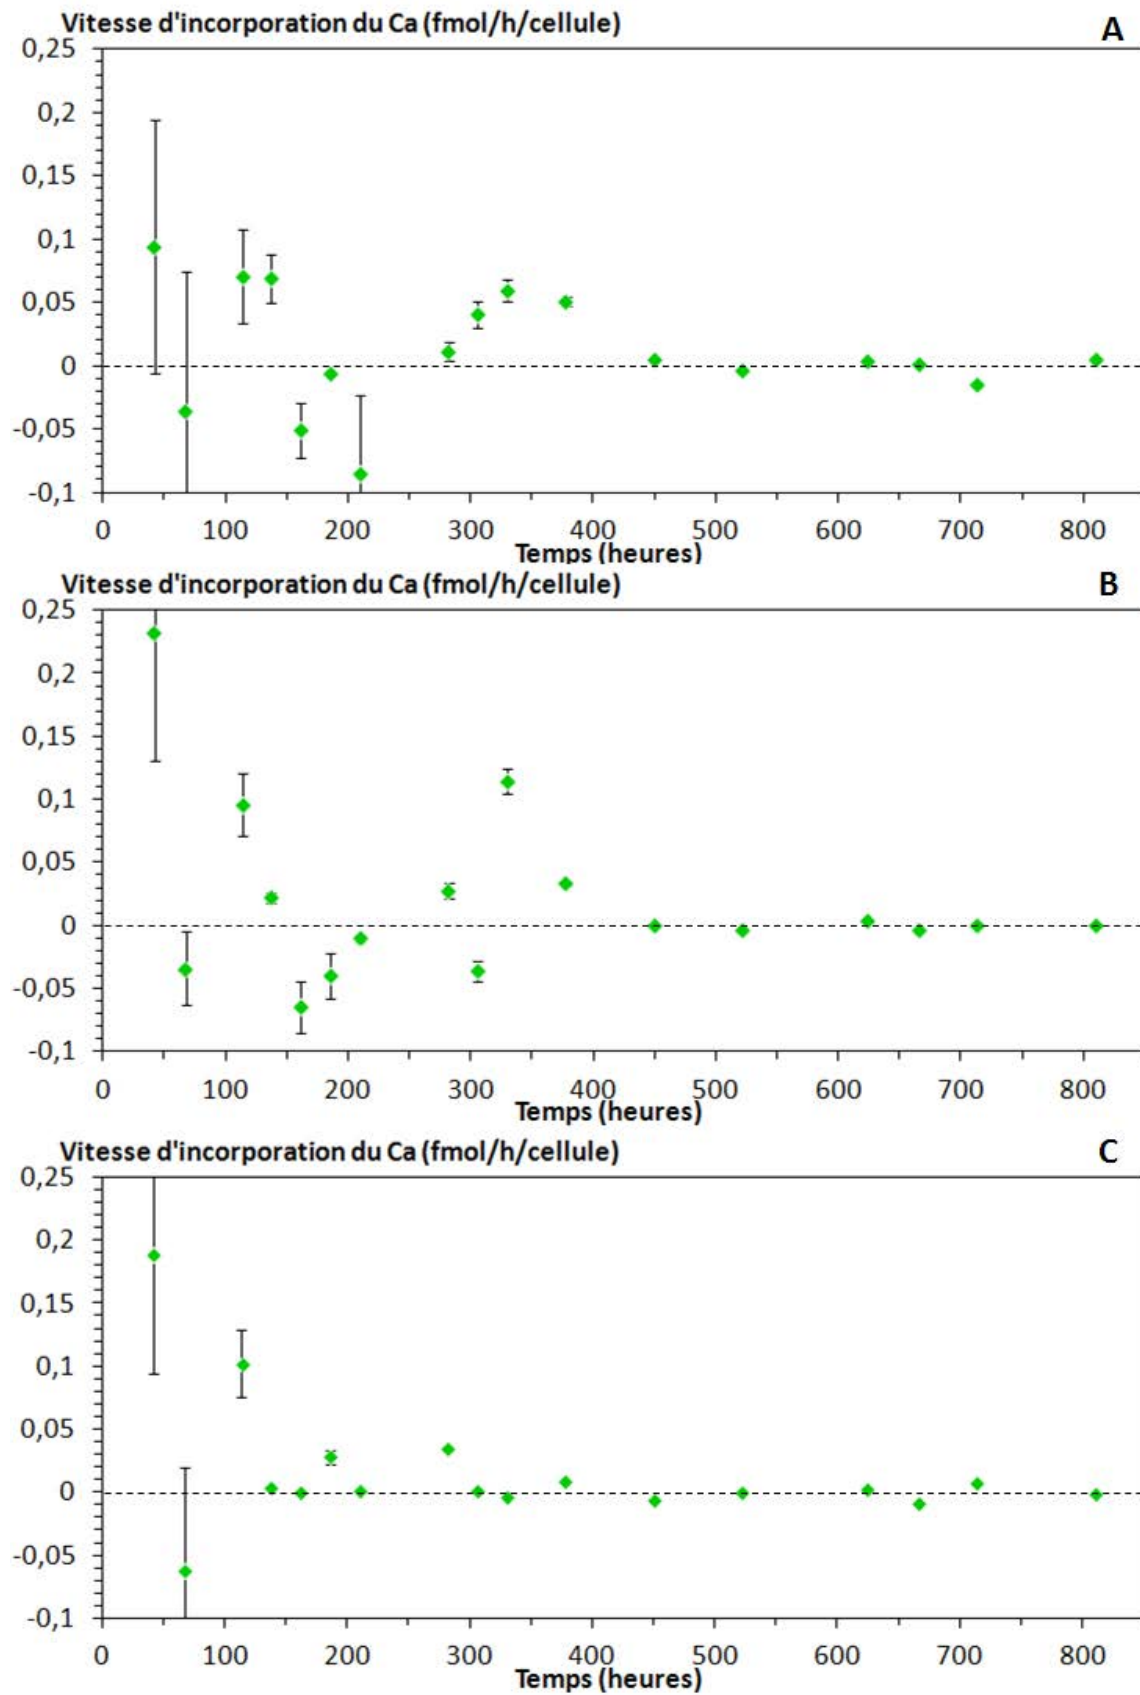 Vitesse d'incorporation du Ca (fmol/h/cellule) A
0,25
0,2
0,15
0,1
0,05
0
-0,05
-0,1
0 100 200 300 400 500 600 700 800
Temps (heures)
Vitesse d'incorporation du Ca (fmol/h/cellule) B
0,25
0,2
0,15
0,1
0,05
0
-0,05
-0,1
0 100 200 300 400 500 600 700 800
Temps (heures)
Vitesse d'incorporation du Ca (fmol/h/cellule) C
0,25
0,2
0,15
0,1
0,05
0
-0,05
-0,1
0 100 200 300 400 500 600 700 800
Temps (heures)